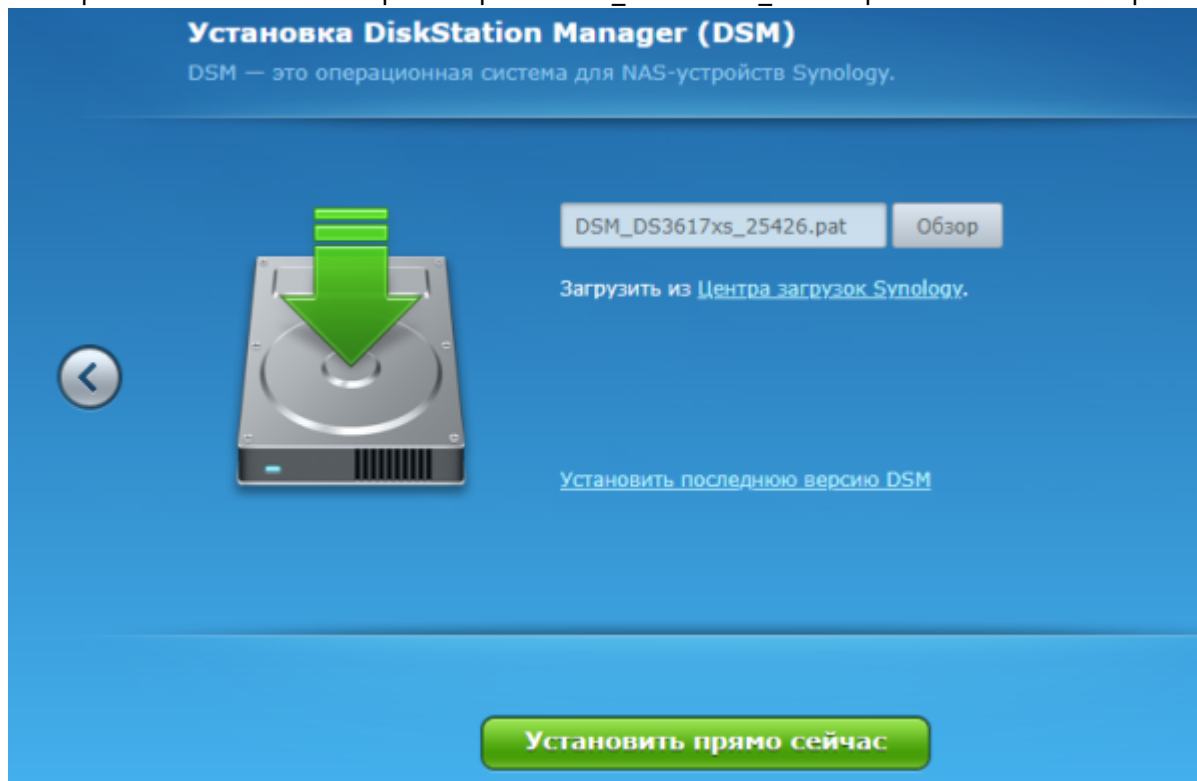 Установка DiskStation Manager (DSM)
DSM — это операционная система для NAS-устройств Synology.
DSM_DS3617xs_25426.pat
Обзор
Загрузить из Центра загрузок Synology.
Установить последнюю версию DSM
Установить прямо сейчас